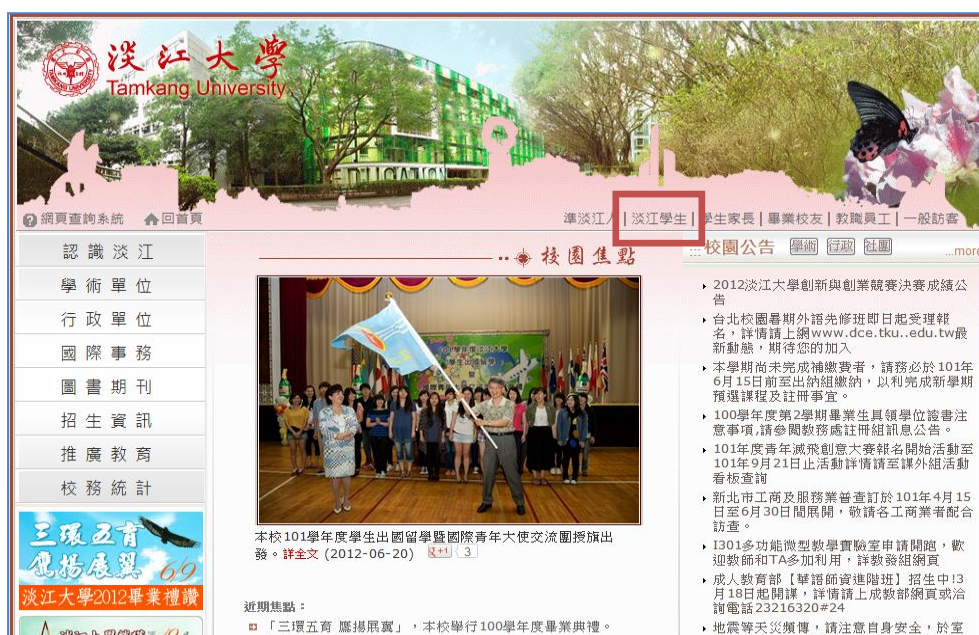 淡江大學
Tamkang University
網頁查詢系統 回首頁
準淡江人 | 淡江學生 | 學生家長 | 畢業校友 | 教職員工 | 一般訪客
認識淡江
學術單位
行政單位
國際事務
圖書期刊
招生資訊
推廣教育
校務統計
三環五育
鷹揚展翼 6/9
淡江大學2012畢業禮讚
校園焦點
本校101學年度學生出國留學暨國際青年大使交流團授旗出
發。詳全文 (2012-06-20) +1 3
近期焦點：
「三環五育 鷹揚展翼」，本校舉行100學年度畢業典禮。
校園公告 學術 行政 社團 ...more
2012淡江大學創新與創業競賽決賽成績公
告
台北校園暑期外語先修班即日起受理報
名，詳情請上網www.dce.tku..edu.tw最
新動態，期待您的加入
本學期尚未完成補繳費者，請務必於101年
6月15日前至出納組繳納，以利完成新學期
預選課程及註冊事宜。
100學年度第2學期畢業生具領學位證書注
意事項,請參閱教務處註冊組訊息公告。
101年度青年滅飛創意大賽報名開始活動至
101年9月21日止活動詳情請至課外組活動
看板查詢
新北市工商及服務業普查訂於101年4月15
日至6月30日間展開，敬請各工商業者配合
訪查。
I301多功能微型教學實驗室申請開跑，歡
迎教師和TA多加利用，詳教發組網頁
成人教育部【華語師資進階班】招生中!3
月18日起開課，詳情請上成教部網頁或洽
詢電話23216320#24
地震等天災頻傳，請注意自身安全，於室